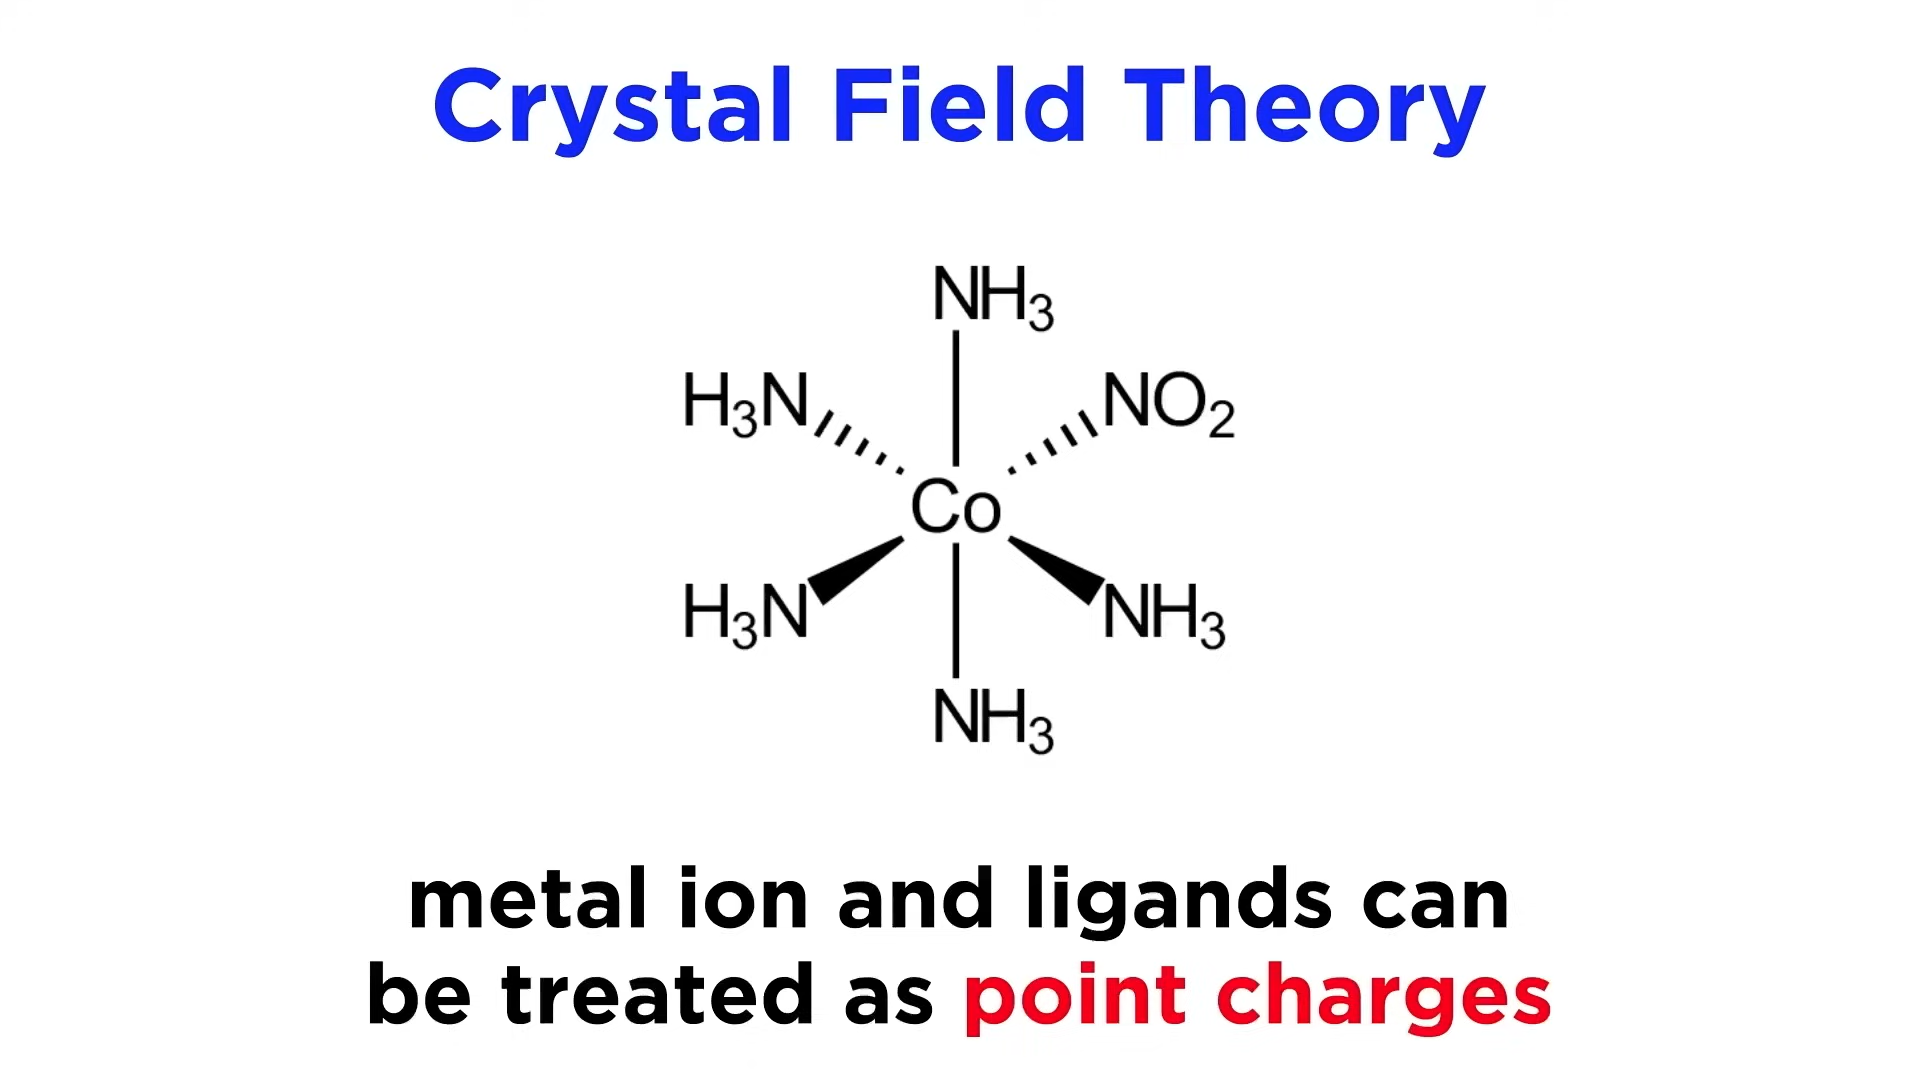 Crystal Field Theory
NH3
H3N
NO2
Co
H3N
NH3
NH3
metal ion and ligands can
be treated as point charges